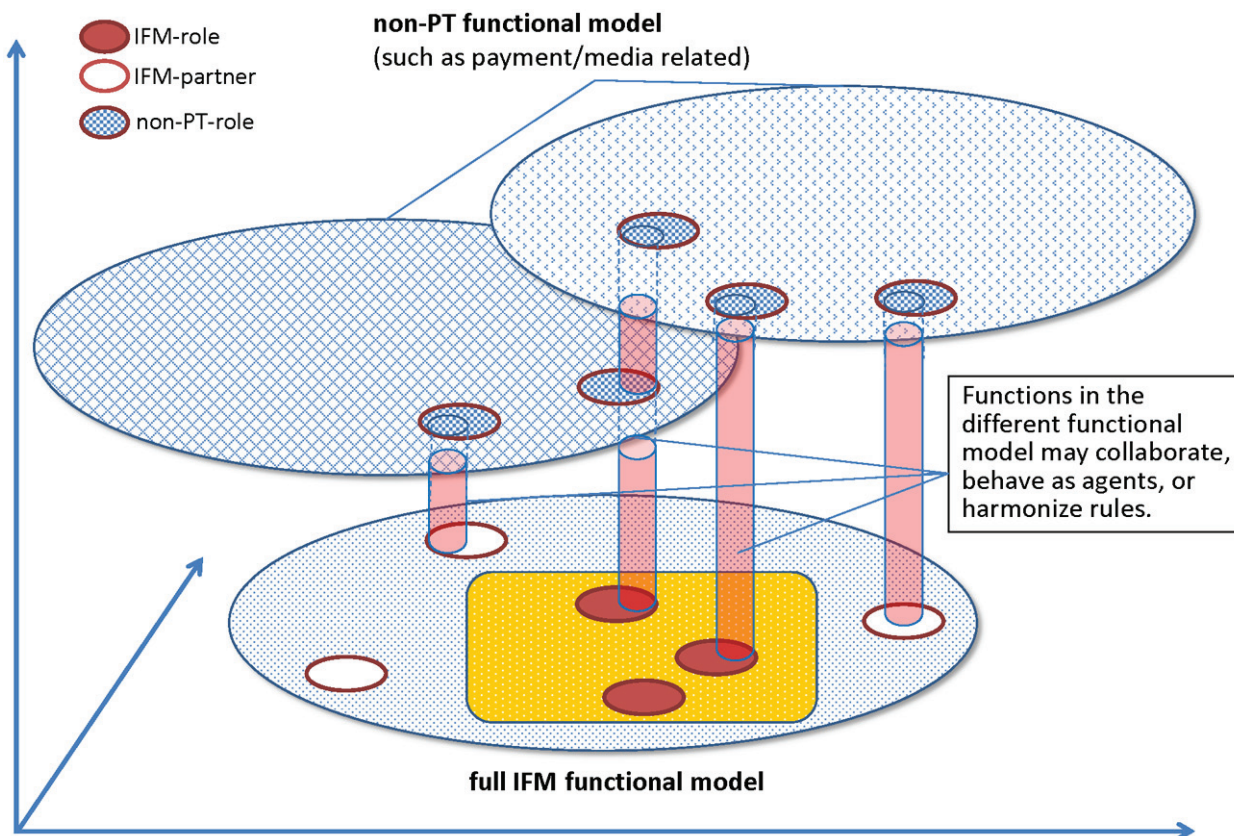 IFM-role
IFM-partner
non-PT-role
non-PT functional model
(such as payment/media related)
Functions in the
different functional
model may collaborate,
behave as agents, or
harmonize rules.
full IFM functional model